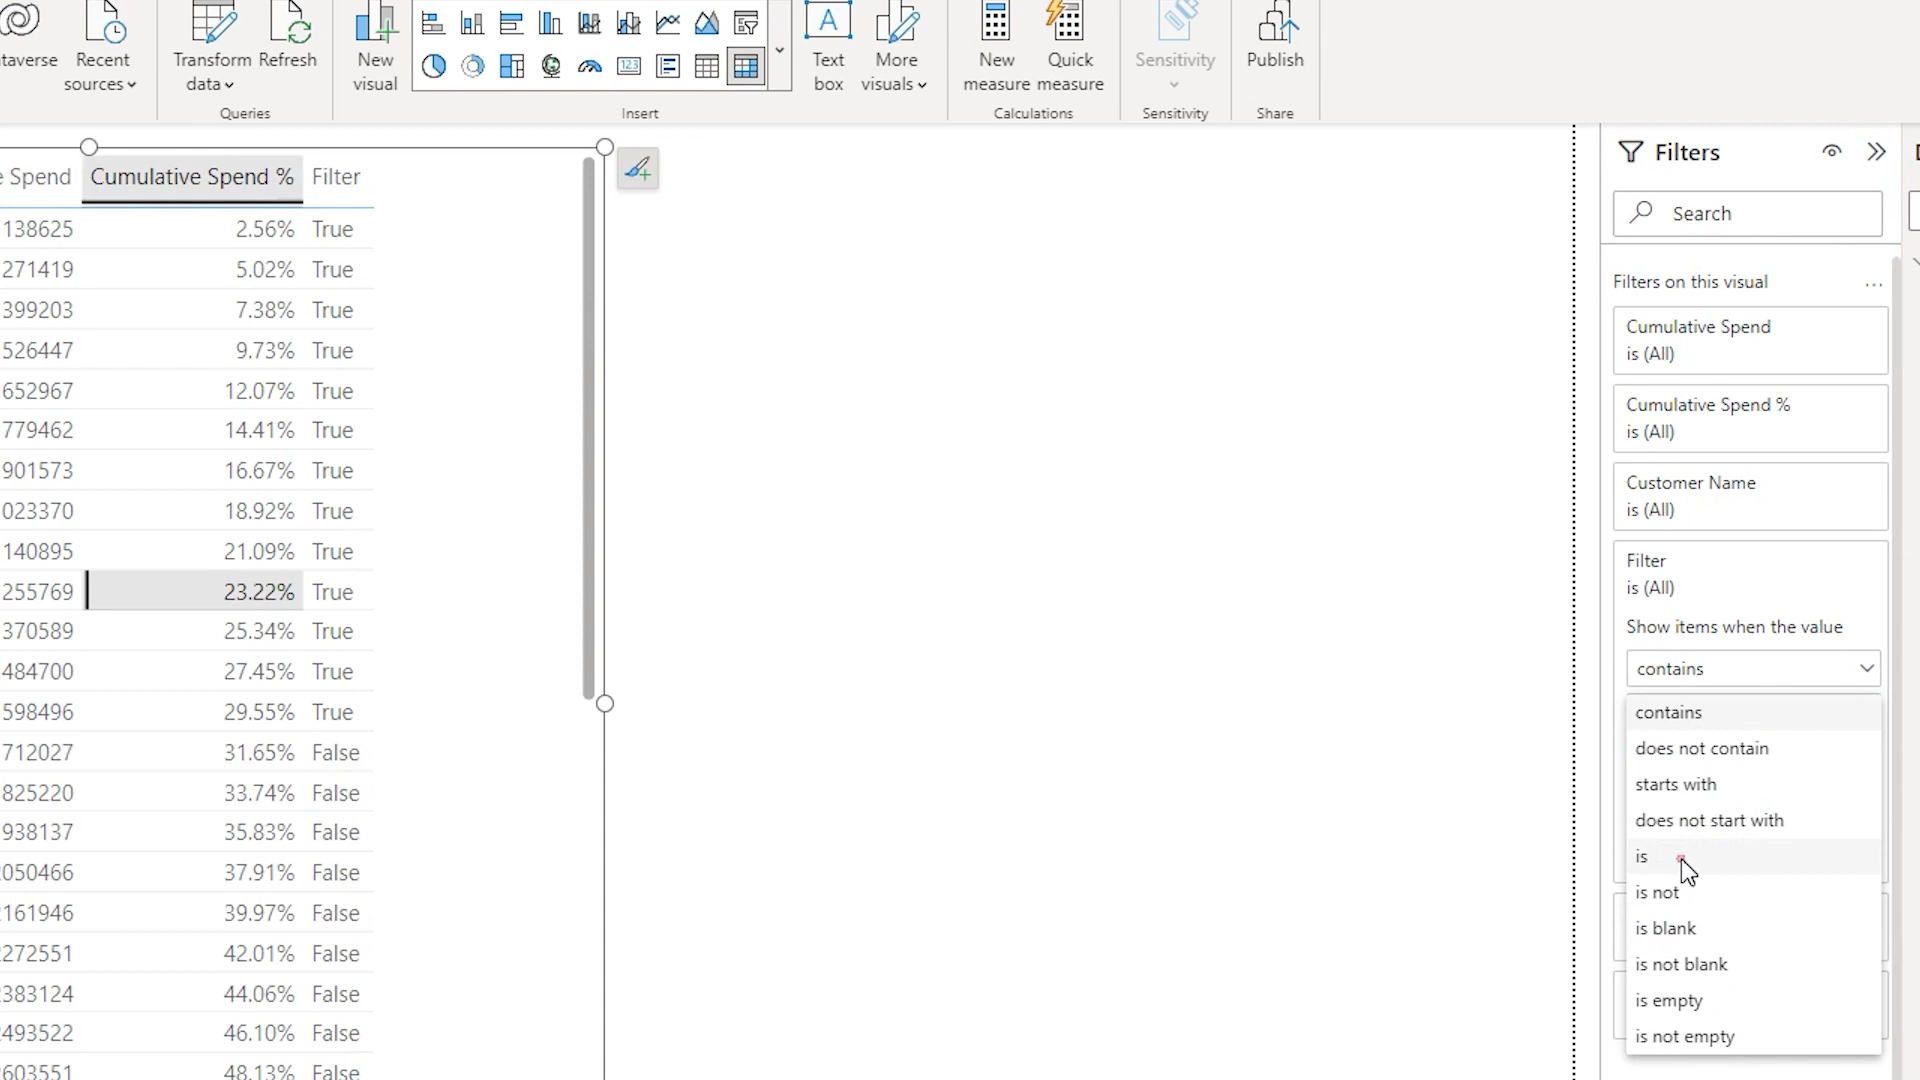 taverse
Recent
sources
Transform
data
Refresh
Queries
New
visual
123
Insert
A
Text
box
More
visuals
New
measure
Quick
measure
Calculations
Sensitivity
Sensitivity
Publish
Share
e Spend Cumulative Spend % Filter
138625 2.56% True
271419 5.02% True
399203 7.38% True
526447 9.73% True
652967 12.07% True
779462 14.41% True
901573 16.67% True
023370 18.92% True
140895 21.09% True
255769 23.22% True
370589 25.34% True
484700 27.45% True
598496 29.55% True
712027 31.65% False
825220 33.74% False
938137 35.83% False
2050466 37.91% False
2161946 39.97% False
2272551 42.01% False
2383124 44.06% False
2493522 46.10% False
2603551 48.13% False
Filters
Search
Filters on this visual ...
Cumulative Spend
is (All)
Cumulative Spend %
is (All)
Customer Name
is (All)
Filter
is (All)
Show items when the value
contains
contains
does not contain
starts with
does not start with
is
is not
is blank
is not blank
is empty
is not empty